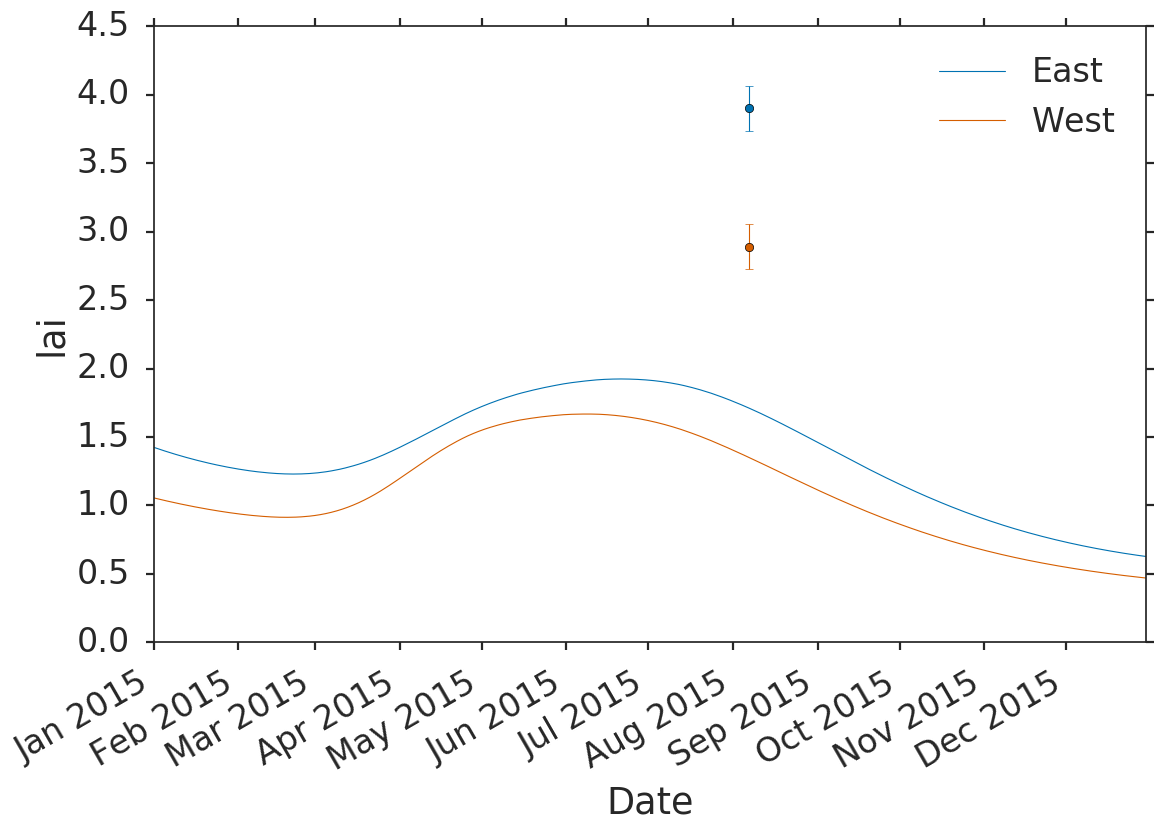 4.5
4.0
3.5
3.0
2.5
2.0
1.5
1.0
0.5
0.0
lai
East
West
Jan 2015
Feb 2015
Mar 2015
Apr 2015
May 2015
Jun 2015
Jul 2015
Aug 2015
Sep 2015
Oct 2015
Nov 2015
Dec 2015
Date